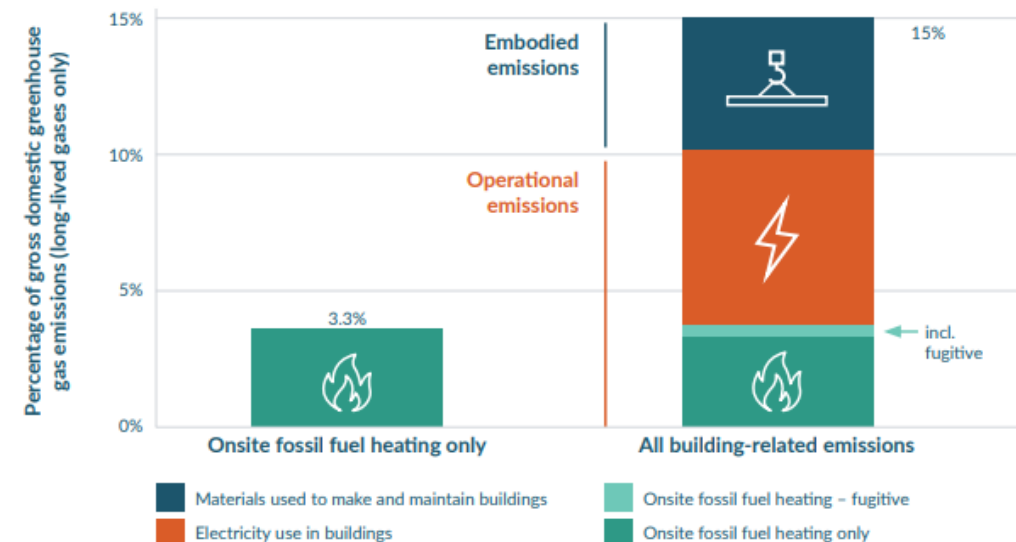 Percentage of gross domestic greenhouse
gas emissions (long-lived gases only)
15%
10%
5%
0%
Embodied
emissions
Operational
emissions
15%
3.3%
incl.
fugitive
Onsite fossil fuel heating only
All building-related emissions
Materials used to make and maintain buildings
Onsite fossil fuel heating – fugitive
Electricity use in buildings
Onsite fossil fuel heating only